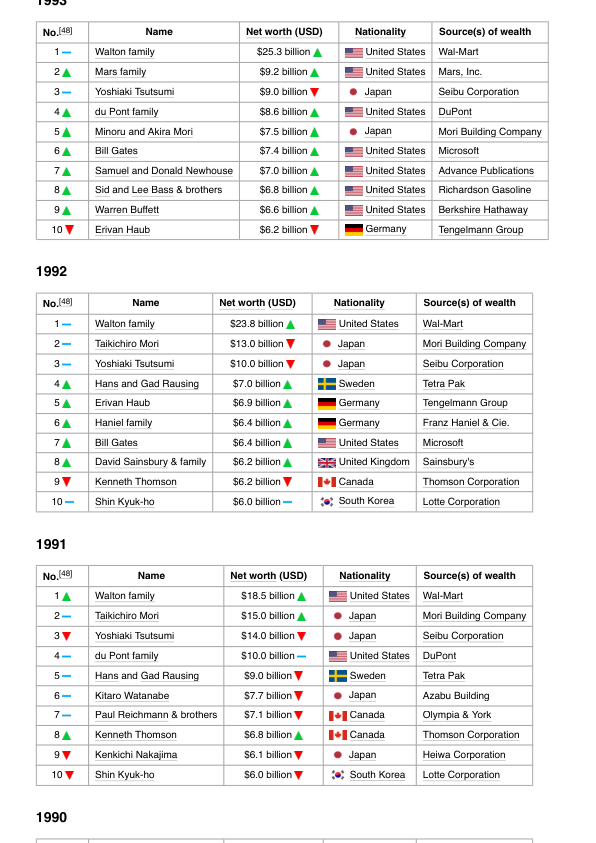 1993
No.[48] Name Net worth (USD) Nationality Source(s) of wealth
1 Walton family $25.3 billion United States Wal-Mart
2 Mars family $9.2 billion United States Mars, Inc.
3 Yoshiaki Tsutsumi $9.0 billion Japan Seibu Corporation
4 du Pont family $8.6 billion United States DuPont
5 Minoru and Akira Mori $7.5 billion Japan Mori Building Company
6 Bill Gates $7.4 billion United States Microsoft
7 Samuel and Donald Newhouse $7.0 billion United States Advance Publications
8 Sid and Lee Bass & brothers $6.8 billion United States Richardson Gasoline
9 Warren Buffett $6.6 billion United States Berkshire Hathaway
10 Erivan Haub $6.2 billion Germany Tengelmann Group
1992
No.[48] Name Net worth (USD) Nationality Source(s) of wealth
1 Walton family $23.8 billion United States Wal-Mart
2 Taikichiro Mori $13.0 billion Japan Mori Building Company
3 Yoshiaki Tsutsumi $10.0 billion Japan Seibu Corporation
4 Hans and Gad Rausing $7.0 billion Sweden Tetra Pak
5 Erivan Haub $6.9 billion Germany Tengelmann Group
6 Haniel family $6.4 billion Germany Franz Haniel & Cie.
7 Bill Gates $6.4 billion United States Microsoft
8 David Sainsbury & family $6.2 billion United Kingdom Sainsbury's
9 Kenneth Thomson $6.2 billion Canada Thomson Corporation
10 Shin Kyuk-ho $6.0 billion South Korea Lotte Corporation
1991
No.[48] Name Net worth (USD) Nationality Source(s) of wealth
1 Walton family $18.5 billion United States Wal-Mart
2 Taikichiro Mori $15.0 billion Japan Mori Building Company
3 Yoshiaki Tsutsumi $14.0 billion Japan Seibu Corporation
4 du Pont family $10.0 billion United States DuPont
5 Hans and Gad Rausing $9.0 billion Sweden Tetra Pak
6 Kitaro Watanabe $7.7 billion Japan Azabu Building
7 Paul Reichmann & brothers $7.1 billion Canada Olympia & York
8 Kenneth Thomson $6.8 billion Canada Thomson Corporation
9 Kenkichi Nakajima $6.1 billion Japan Heiwa Corporation
10 Shin Kyuk-ho $6.0 billion South Korea Lotte Corporation
1990